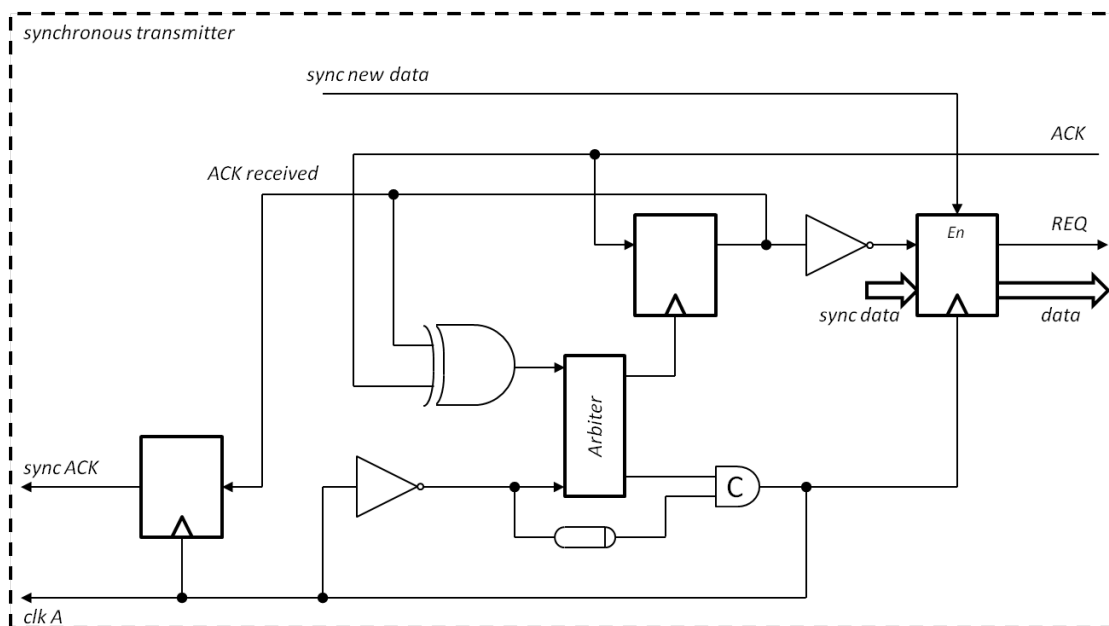 synchronous transmitter
sync new data
ACK
ACK received
En
REQ
sync data
data
Arbiter
sync ACK
C
clk A